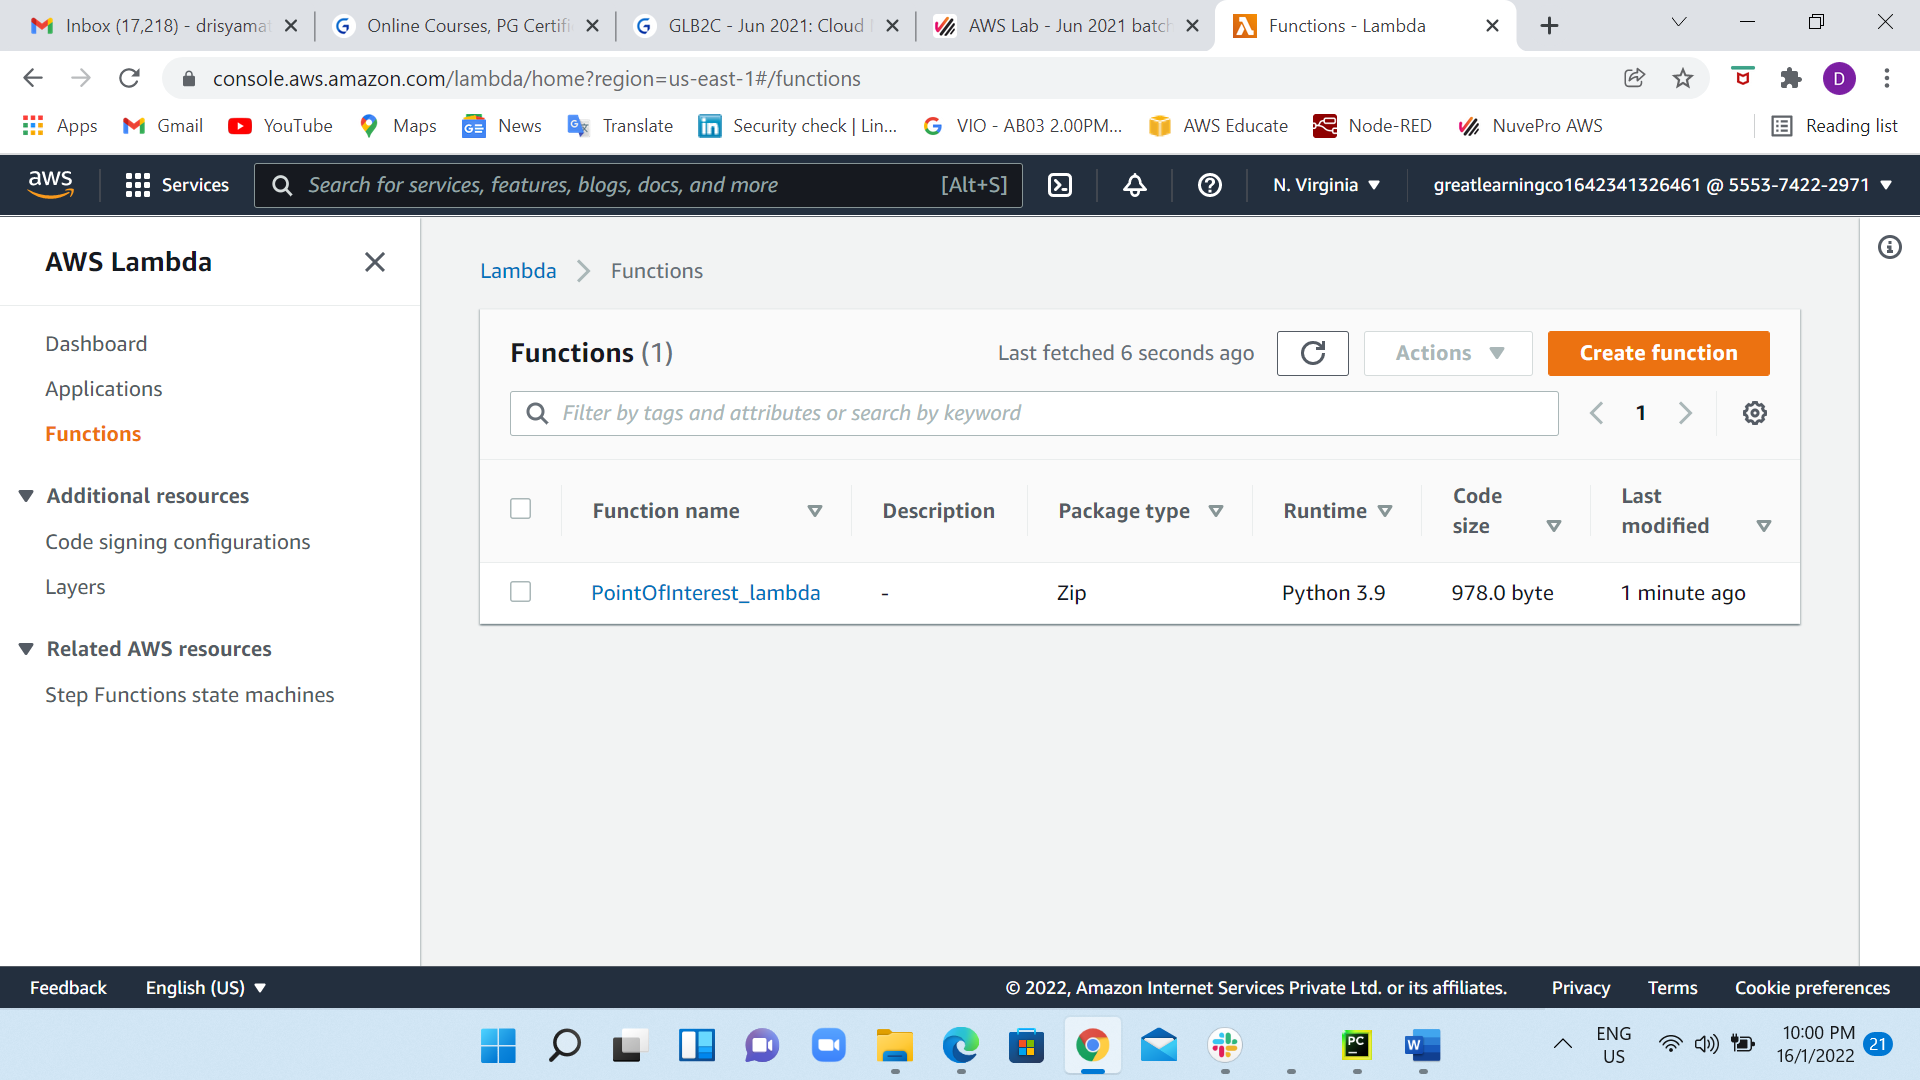 Inbox (17,218) - drisyamat
Online Courses, PG Certifi
GLB2C - Jun 2021: Cloud
AWS Lab - Jun 2021 batch
Functions - Lambda
console.aws.amazon.com/lambda/home?region=us-east-1#/functions
D
Apps
Gmail
YouTube
Maps
News
Translate
Security check | Lin...
VIO - AB03 2.00PM...
AWS Educate
Node-RED
NuvePro AWS
Reading list
aws
Services
Search for services, features, blogs, docs, and more
[Alt+S]
N. Virginia
greatlearningco1642341326461 @ 5553-7422-2971
AWS Lambda
Dashboard
Applications
Functions
Additional resources
Code signing configurations
Layers
Related AWS resources
Step Functions state machines
Lambda
Functions
Functions (1)
Last fetched 6 seconds ago
Actions
Create function
Filter by tags and attributes or search by keyword
1
Function name
Description
Package type
Runtime
Code
size
Last
modified
PointOfInterest_lambda
-
Zip
Python 3.9
978.0 byte
1 minute ago
Feedback
English (US)
© 2022, Amazon Internet Services Private Ltd. or its affiliates.
Privacy
Terms
Cookie preferences
PC
W
ENG
US
10:00 PM
16/1/2022
21